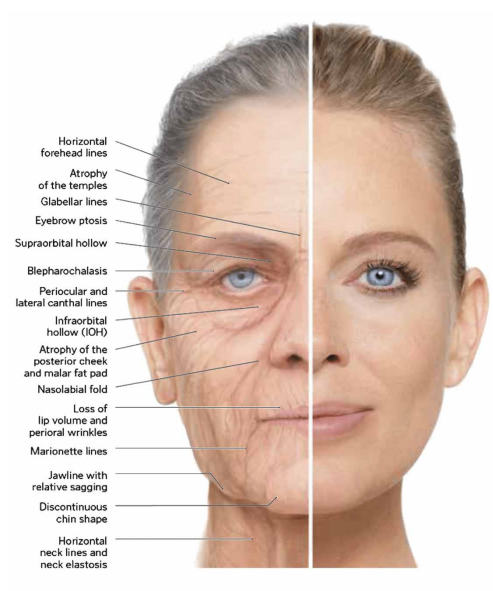 Horizontal
forehead lines
Atrophy
of the temples
Glabellar lines
Eyebrow ptosis
Supraorbital hollow
Blepharochalasis
Periocular and
lateral canthal lines
Infraorbital
hollow (IOH)
Atrophy of the
posterior cheek
and malar fat pad
Nasolabial fold
Loss of
lip volume and
perioral wrinkles
Marionette lines
Jawline with
relative sagging
Discontinuous
chin shape
Horizontal
neck lines and
neck elastosis